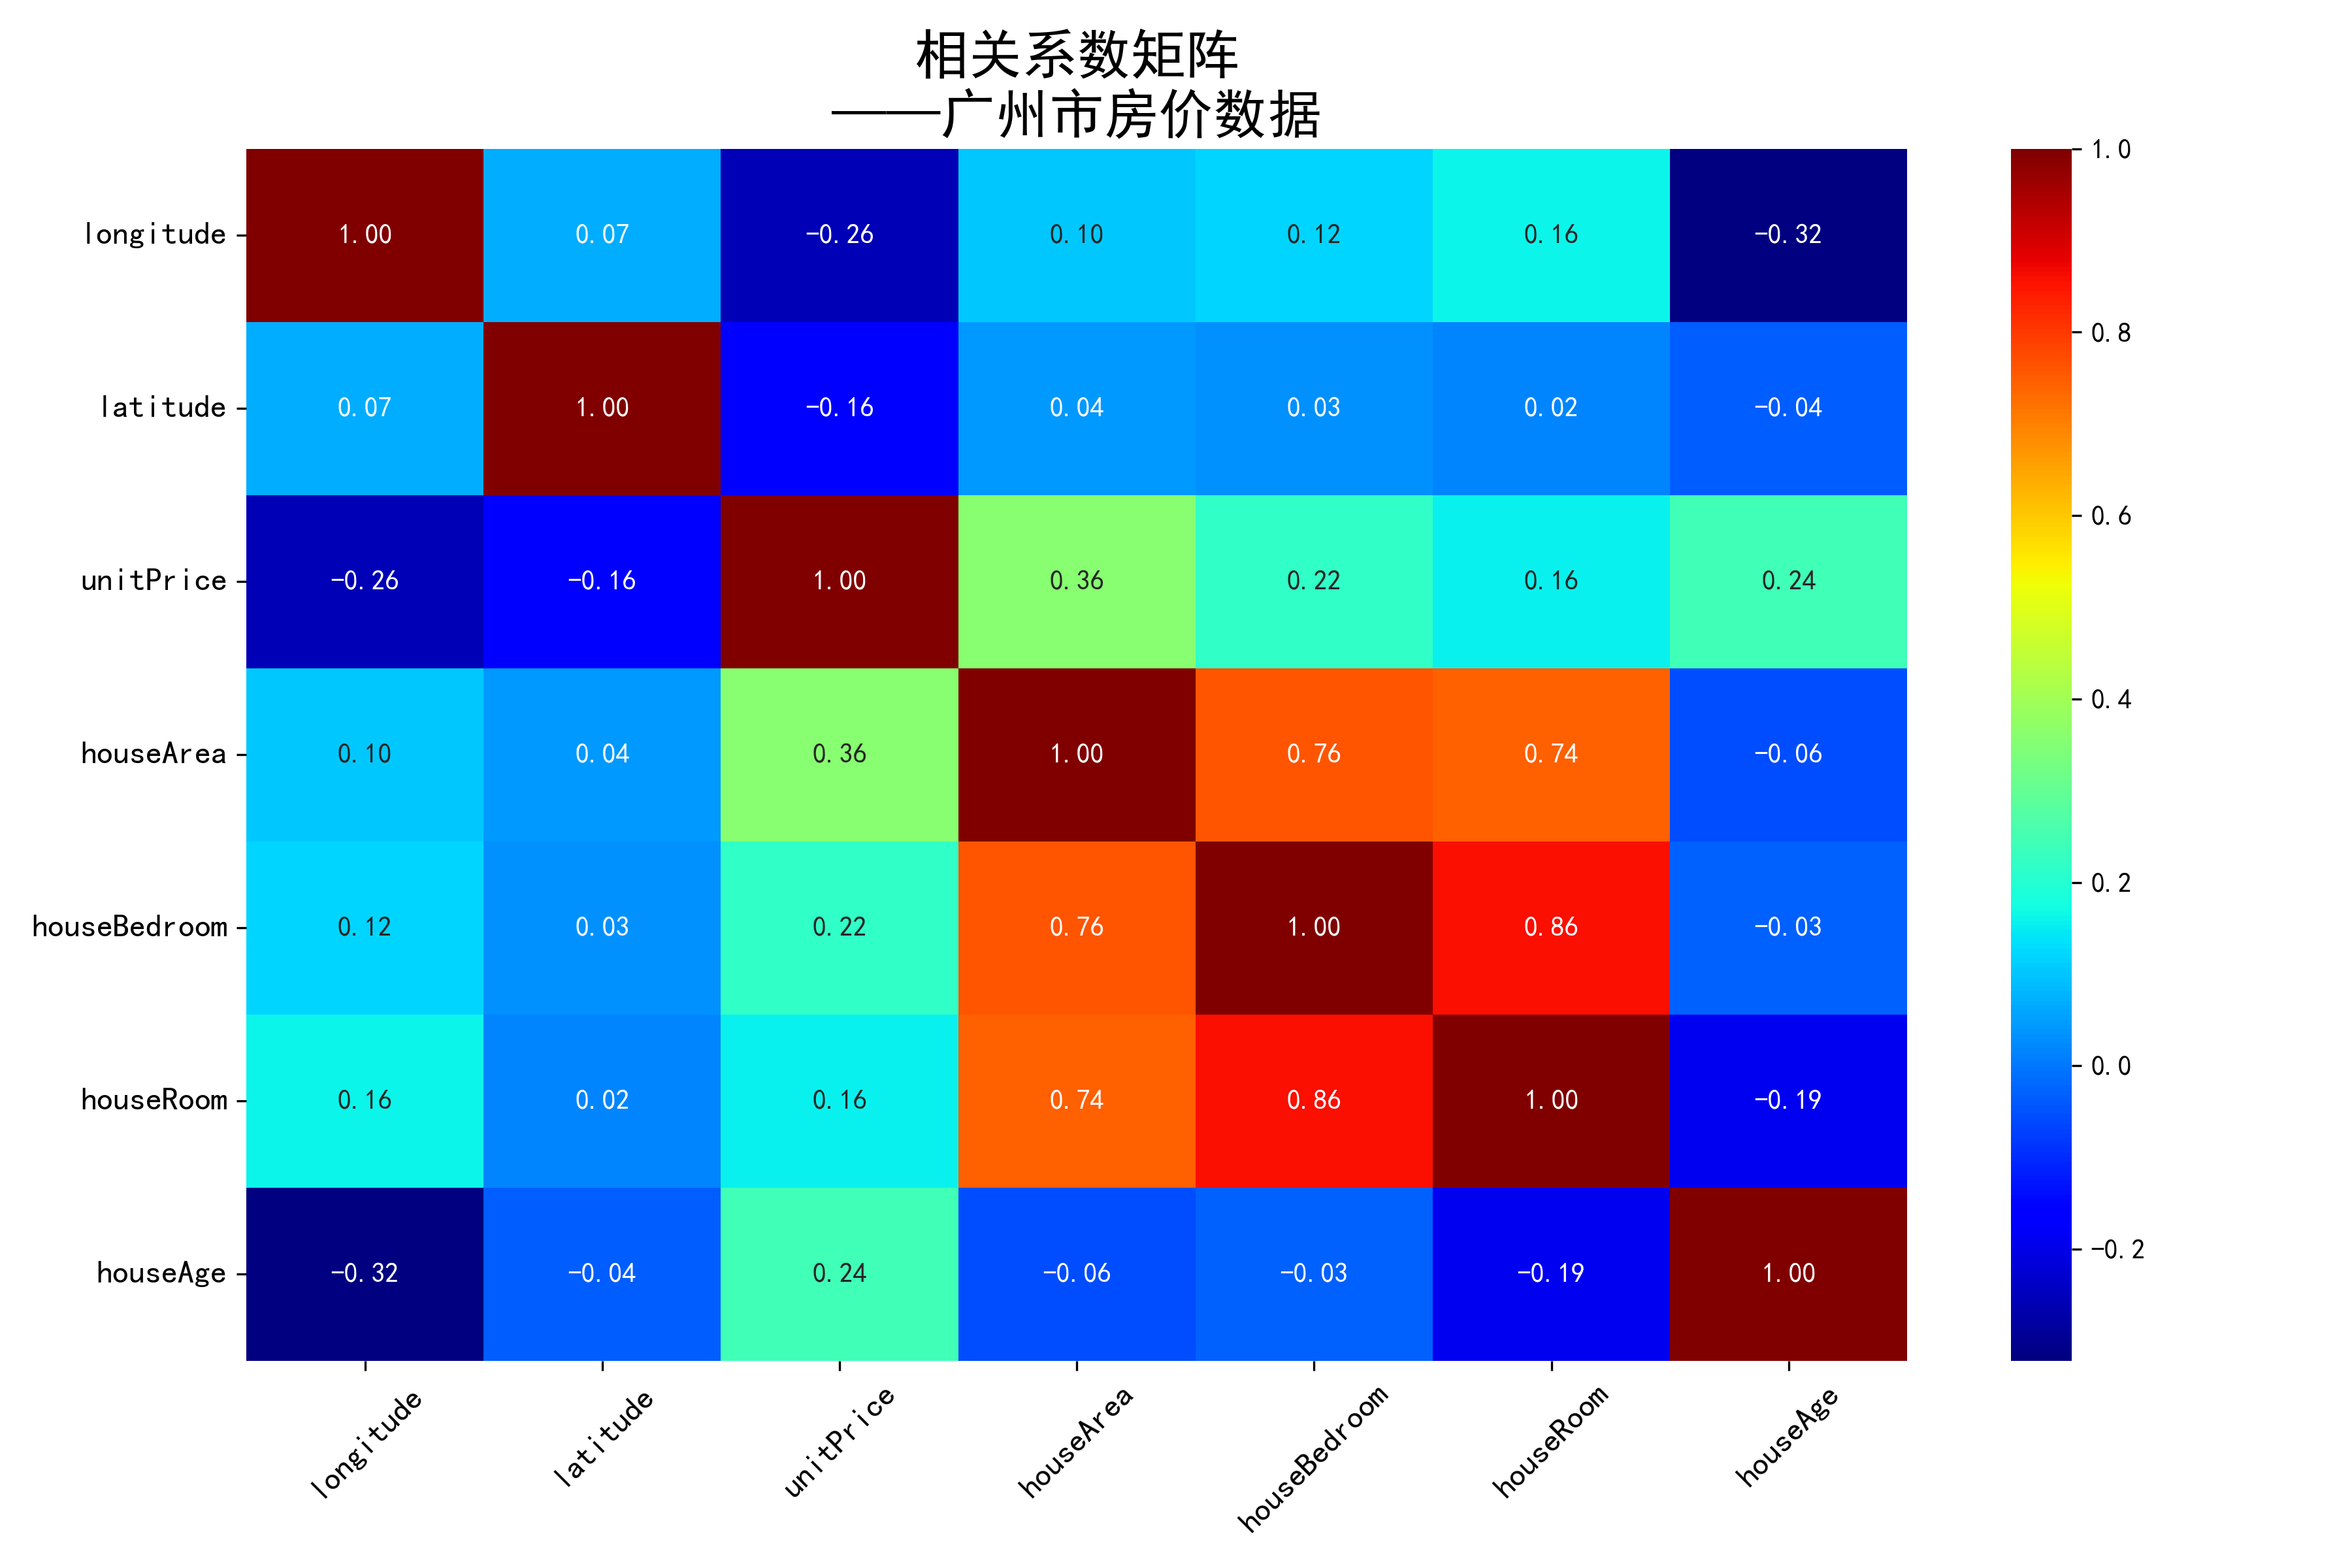 相关系数矩阵
——广州市房价数据
longitude 1.00 0.07 −0.26 0.10 0.12 0.16 −0.32
latitude 0.07 1.00 −0.16 0.04 0.03 0.02 −0.04
unitPrice −0.26 −0.16 1.00 0.36 0.22 0.16 0.24
houseArea 0.10 0.04 0.36 1.00 0.76 0.74 −0.06
houseBedroom 0.12 0.03 0.22 0.76 1.00 0.86 −0.03
houseRoom 0.16 0.02 0.16 0.74 0.86 1.00 −0.19
houseAge −0.32 −0.04 0.24 −0.06 −0.03 −0.19 1.00
longitude latitude unitPrice houseArea houseBedroom houseRoom houseAge
1.0
0.8
0.6
0.4
0.2
0.0
−0.2